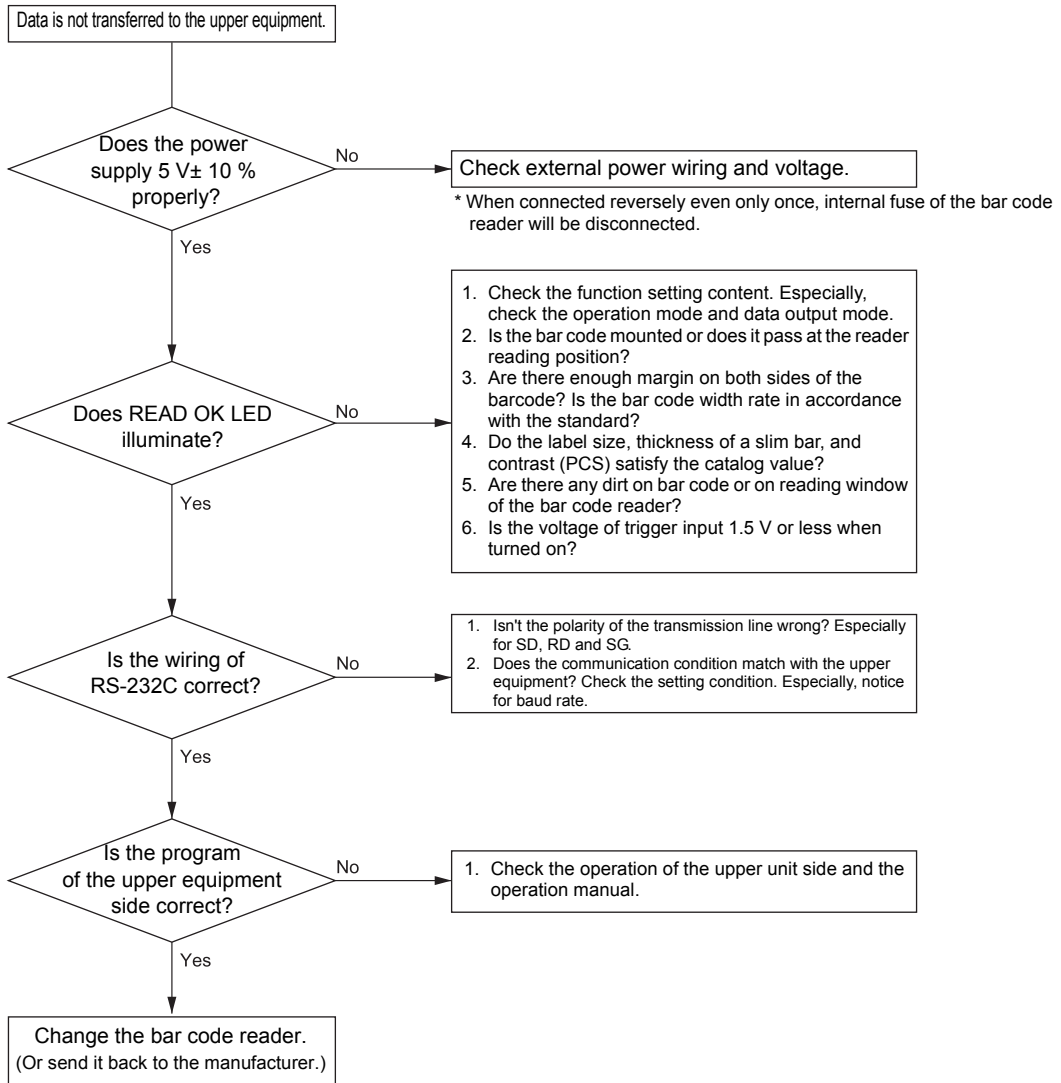 Data is not transferred to the upper equipment.
Does the power
supply 5 V± 10 %
properly?
No
Check external power wiring and voltage.
* When connected reversely even only once, internal fuse of the bar code
reader will be disconnected.
Yes
1. Check the function setting content. Especially,
check the operation mode and data output mode.
2. Is the bar code mounted or does it pass at the reader
reading position?
3. Are there enough margin on both sides of the
barcode? Is the bar code width rate in accordance
with the standard?
4. Do the label size, thickness of a slim bar, and
contrast (PCS) satisfy the catalog value?
5. Are there any dirt on bar code or on reading window
of the bar code reader?
6. Is the voltage of trigger input 1.5 V or less when
turned on?
Does READ OK LED
illuminate?
No
Yes
Is the wiring of
RS-232C correct?
No
1. Isn't the polarity of the transmission line wrong? Especially
for SD, RD and SG.
2. Does the communication condition match with the upper
equipment? Check the setting condition. Especially, notice
for baud rate.
Yes
Is the program
of the upper equipment
side correct?
No
1. Check the operation of the upper unit side and the
operation manual.
Yes
Change the bar code reader.
(Or send it back to the manufacturer.)